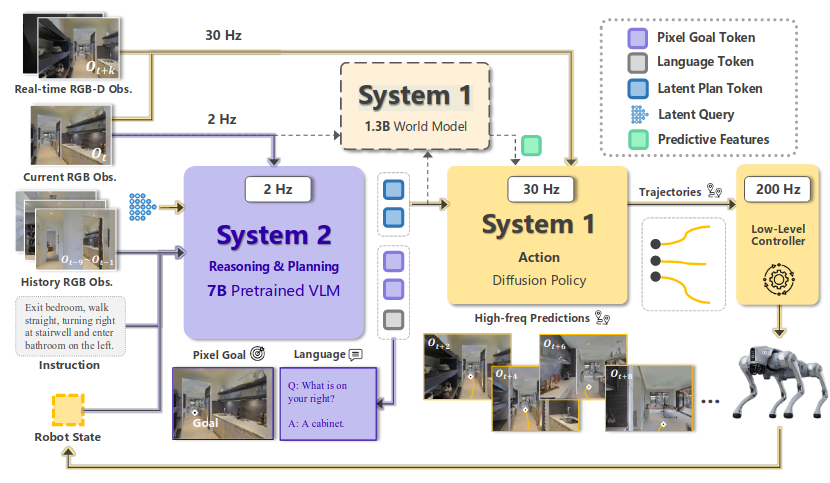 30 Hz
O_{t+k}
Real-time RGB-D Obs.
2 Hz
O_t
Current RGB Obs.
O_{t-9} ~ O_{t-1}
History RGB Obs.
Exit bedroom, walk
straight, turning right
at stairwell and enter
bathroom on the left.
Instruction
Robot State
System 1
1.3B World Model
Pixel Goal Token
Language Token
Latent Plan Token
Latent Query
Predictive Features
2 Hz
System 2
Reasoning & Planning
7B Pretrained VLM
Pixel Goal
Goal
Language
Q: What is on
your right?
A: A cabinet.
30 Hz
System 1
Action
Diffusion Policy
High-freq Predictions
O_{t+2}
O_{t+4}
O_{t+6}
O_{t+8}
...
Trajectories
200 Hz
Low-Level
Controller